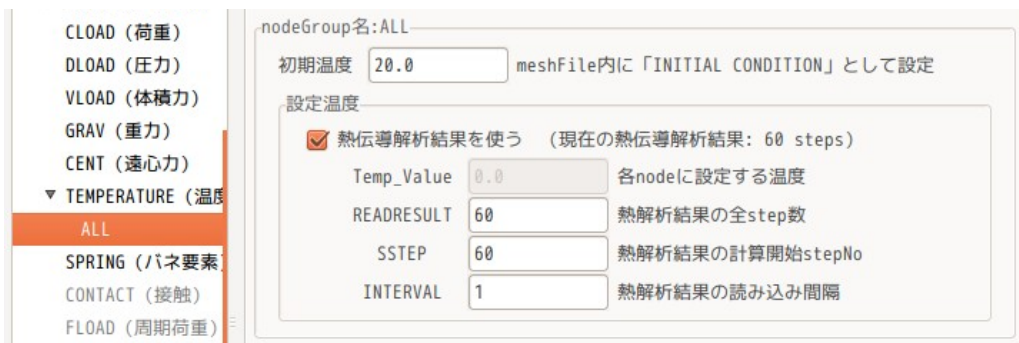 CLOAD (荷重)
DLOAD (圧力)
VLOAD (体積力)
GRAV (重力)
CENT (遠心力)
▼ TEMPERATURE (温度
ALL
SPRING (バネ要素)
CONTACT (接触)
FLOAD (周期荷重)
nodeGroup名:ALL
初期温度 20.0 meshFile内に「INITIAL CONDITION」として設定
設定温度
熱伝導解析結果を使う (現在の熱伝導解析結果: 60 steps)
Temp_Value 0.0 各nodeに設定する温度
READRESULT 60 熱解析結果の全step数
SSTEP 60 熱解析結果の計算開始stepNo
INTERVAL 1 熱解析結果の読み込み間隔